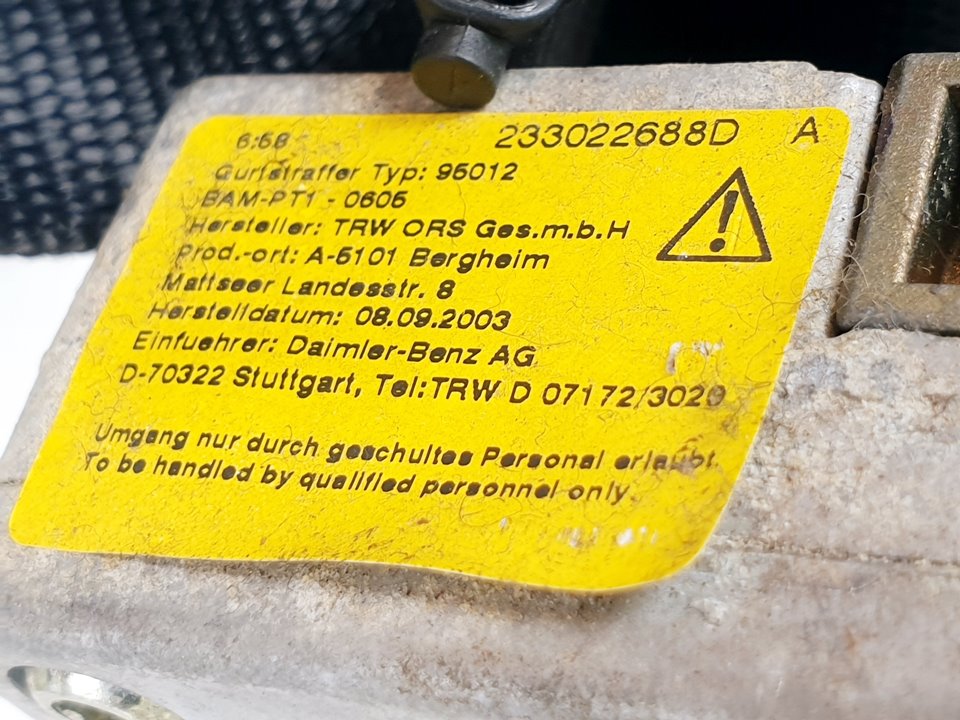 6:58 233022688D A
Gurtstraffer Typ: 95012
BAM-PT1 - 0605
Hersteller: TRW ORS Ges.m.b.H
Prod.-ort: A-5101 Bergheim
Mattseer Landesstr. 8
Herstelldatum: 08.09.2003
Einfuehrer: Daimler-Benz AG
D-70322 Stuttgart, Tel:TRW D 07172/3020
Umgang nur durch geschultes Personal erlaubt.
To be handled by qualified personnel only.